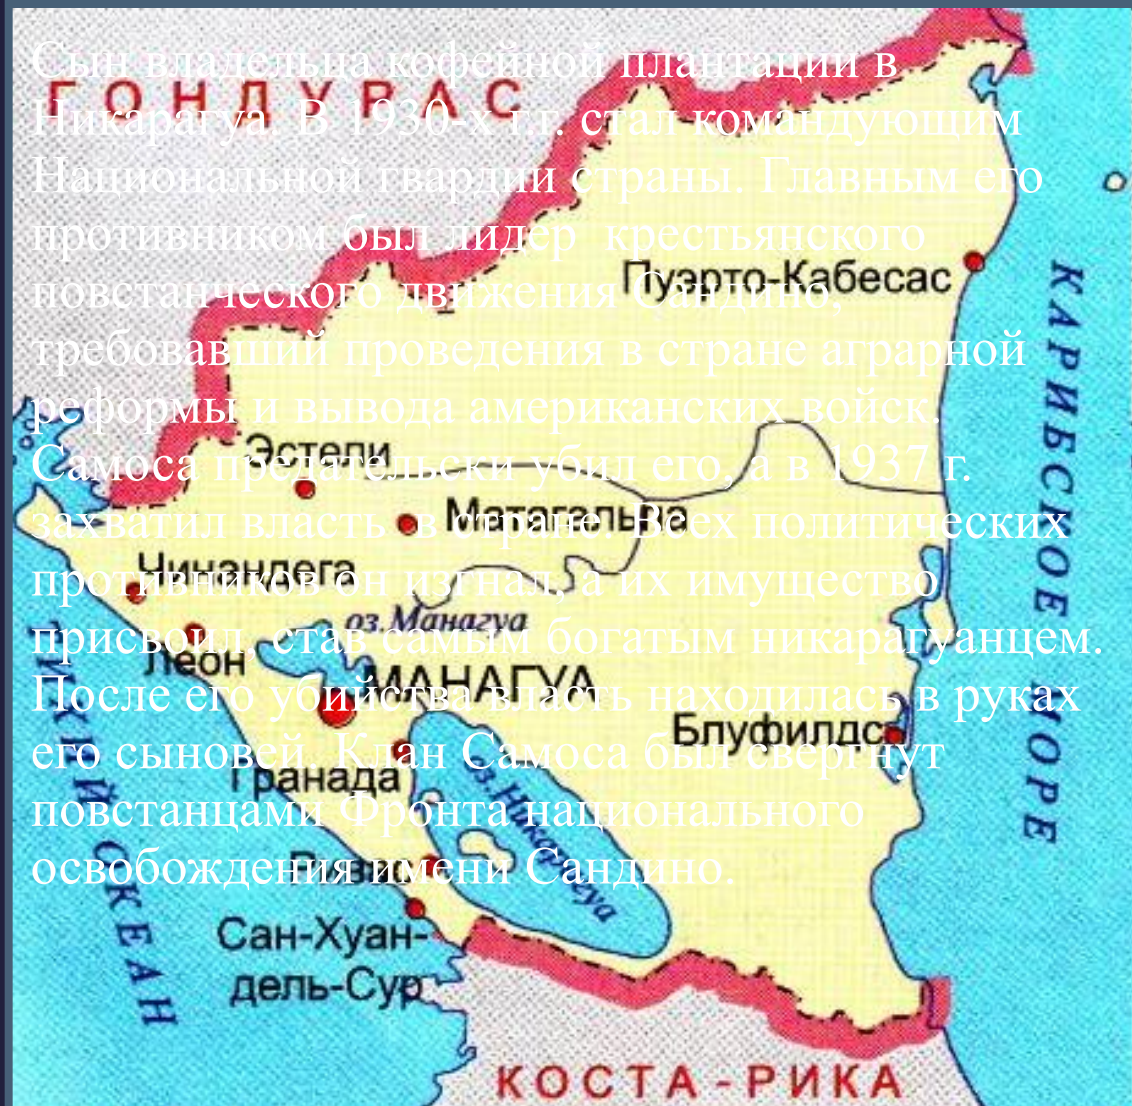 Сын владельца кофейной плантации в
Никарагуа. В 1930-х г.г. стал командующим
Национальной гвардии страны. Главным его
противником был лидер крестьянского
повстанческого движения Сандино,
требовавший проведения в стране аграрной
реформы и вывода американских войск.
Самоса предательски убил его, а в 1937 г.
захватил власть в стране. Всех политических
противников он изгнал, а их имущество
присвоил, став самым богатым никарагуанцем.
После его убийства власть находилась в руках
его сыновей. Клан Самоса был свергнут
повстанцами Фронта национального
освобождения имени Сандино.
ГОНДУРАС
Пуэрто-Кабесас
КАРИБСКОЕ МОРЕ
Эстели
Матагальпа
Чинандега
оз.Манагуа
Леон
МАНАГУА
Блуфилдс
Гранада
оз.Никарагуа
ТИХИЙ ОКЕАН
Сан-Хуан-
дель-Сур
КОСТА-РИКА